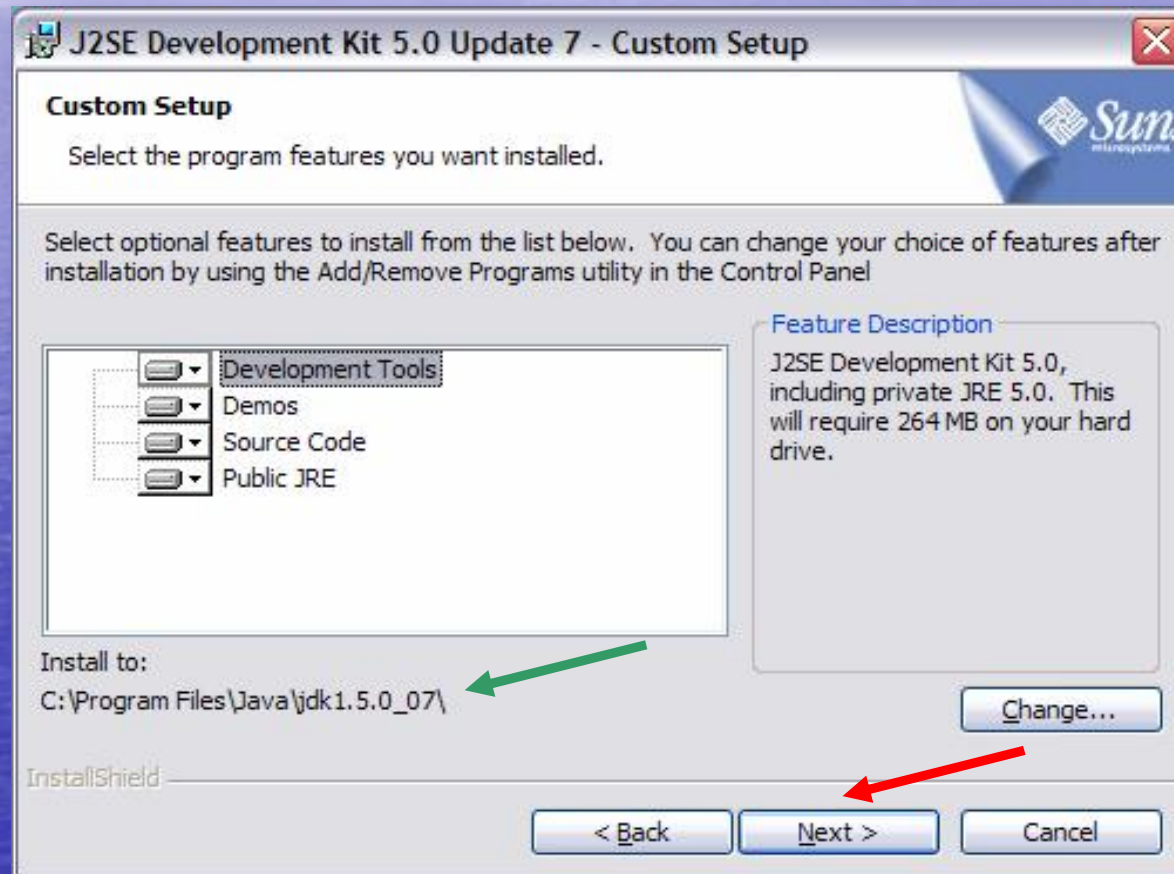 J2SE Development Kit 5.0 Update 7 - Custom Setup
Custom Setup
Select the program features you want installed.
Sun
microsystems
Select optional features to install from the list below.  You can change your choice of features after
installation by using the Add/Remove Programs utility in the Control Panel
Development Tools
Demos
Source Code
Public JRE
Feature Description
J2SE Development Kit 5.0,
including private JRE 5.0.  This
will require 264 MB on your hard
drive.
Install to:
C:\Program Files\Java\jdk1.5.0_07\
Change...
InstallShield
< Back
Next >
Cancel